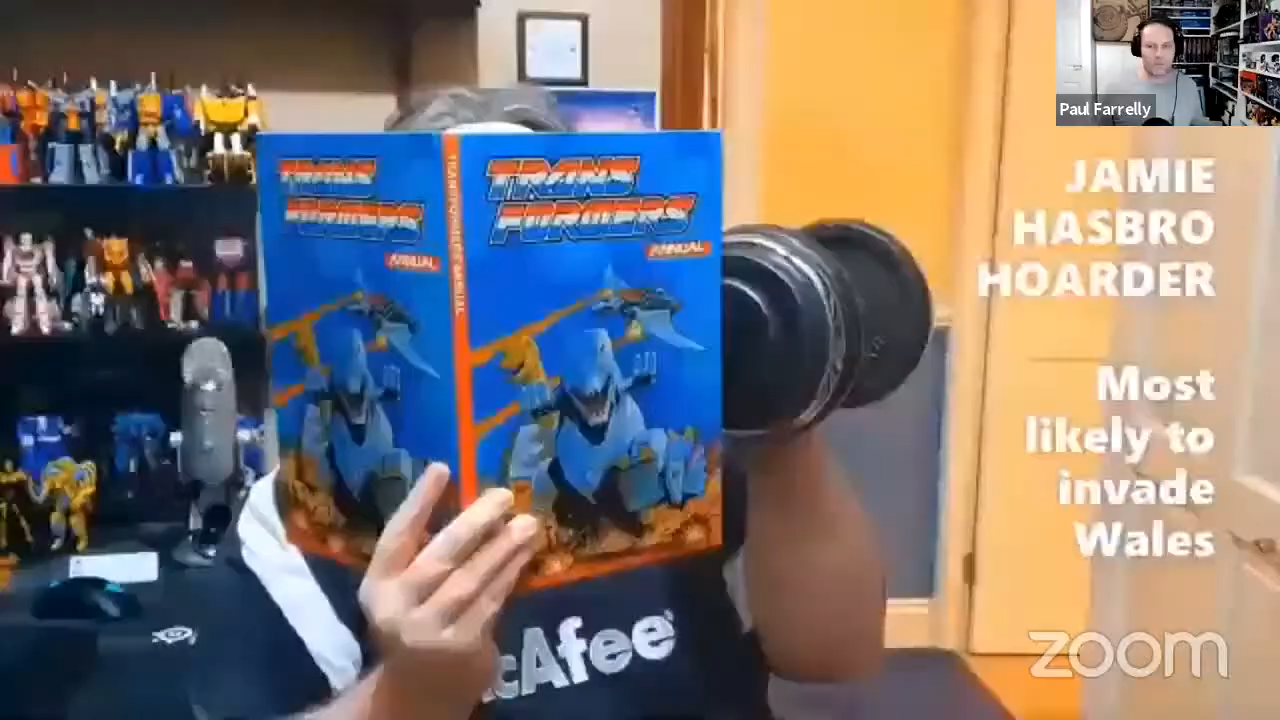 Paul Farrelly
TRANS
FORMERS
ANNUAL
TRANSFORMERS ANNUAL
TRANS
FORMERS
ANNUAL
JAMIE
HASBRO
HOARDER
Most
likely to
invade
Wales
cAfee
zoom